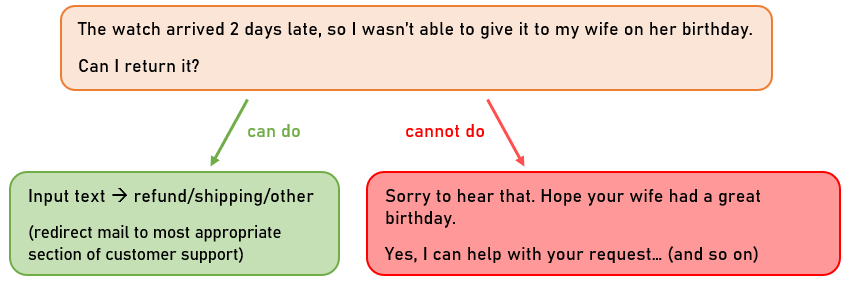 The watch arrived 2 days late, so I wasn't able to give it to my wife on her birthday.
Can I return it?
can do
cannot do
Input text → refund/shipping/other
(redirect mail to most appropriate
section of customer support)
Sorry to hear that. Hope your wife had a great
birthday.
Yes, I can help with your request… (and so on)